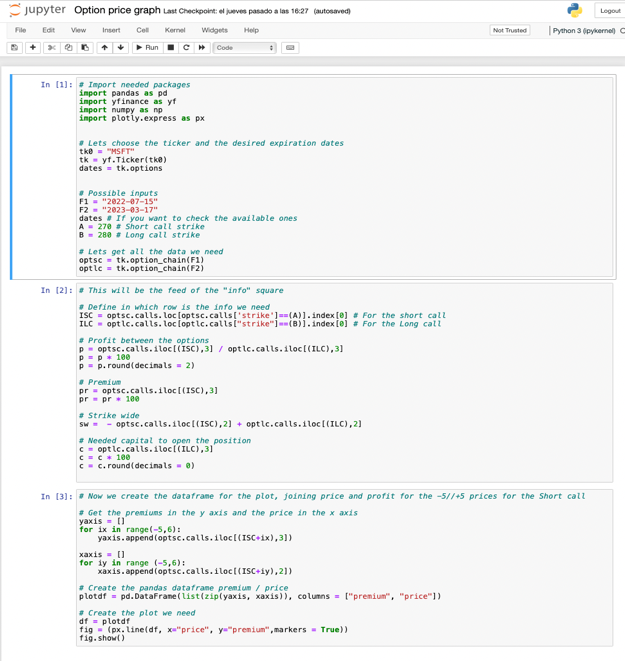 jupyter Option price graph Last Checkpoint: el jueves pasado a las 16:27 (autosaved)
Logout
File Edit View Insert Cell Kernel Widgets Help
Not Trusted
Python 3 (ipykernel)
Run
Code
In [1]:
# Import needed packages
import pandas as pd
import yfinance as yf
import numpy as np
import plotly.express as px
# Lets choose the ticker and the desired expiration dates
tk0 = "MSFT"
tk = yf.Ticker(tk0)
dates = tk.options
# Possible inputs
F1 = "2022-07-15"
F2 = "2023-03-17"
dates # If you want to check the available ones
A = 270 # Short call strike
B = 280 # Long call strike
# Lets get all the data we need
optsc = tk.option_chain(F1)
optlc = tk.option_chain(F2)
In [2]:
# This will be the feed of the "info" square
# Define in which row is the info we need
ISC = optsc.calls.loc[optsc.calls['strike']==(A)].index[0] # For the short call
ILC = optlc.calls.loc[optlc.calls["strike"]==(B)].index[0] # For the Long call
# Profit between the options
p = optsc.calls.iloc[(ISC),3] / optlc.calls.iloc[(ILC),3]
p = p * 100
p = p.round(decimals = 2)
# Premium
pr = optsc.calls.iloc[(ISC),3]
pr = pr * 100
# Strike wide
sw =  - optsc.calls.iloc[(ISC),2] + optlc.calls.iloc[(ILC),2]
# Needed capital to open the position
c = optlc.calls.iloc[(ILC),3]
c = c * 100
c = c.round(decimals = 0)
In [3]:
# Now we create the dataframe for the plot, joining price and profit for the -5//+5 prices for the Short call
# Get the premiums in the y axis and the price in the x axis
yaxis = []
for ix in range(-5,6):
yaxis.append(optsc.calls.iloc[(ISC+ix),3])
xaxis = []
for iy in range (-5,6):
xaxis.append(optsc.calls.iloc[(ISC+iy),2])
# Create the pandas dataframe premium / price
plotdf = pd.DataFrame(list(zip(yaxis, xaxis)), columns = ["premium", "price"])
# Create the plot we need
df = plotdf
fig = (px.line(df, x="price", y="premium",markers = True))
fig.show()